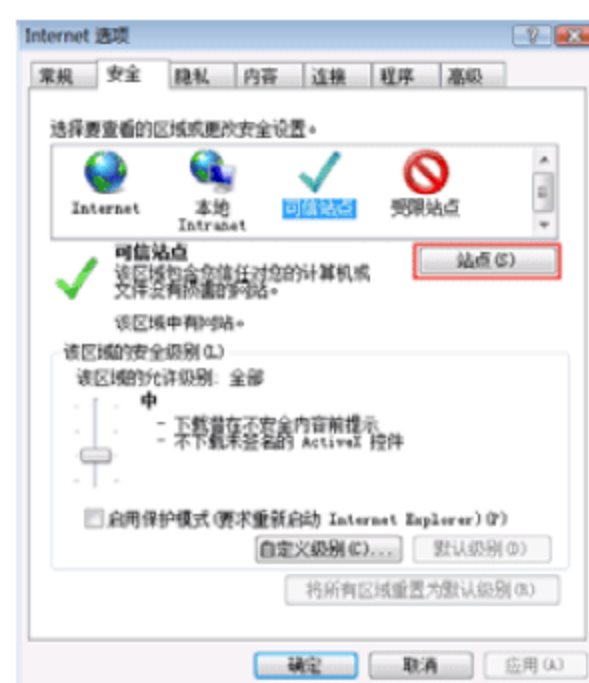 Internet 选项
常规 安全 隐私 内容 连接 程序 高级
选择要查看的区域或更改安全设置。
Internet 本地 Intranet 可信站点 受限站点
可信站点
站点(S)
该区域包含您信任对您的计算机或
文件没有损害的网站。
该区域中有网站。
该区域的安全级别(L)
该区域的允许级别: 全部
中
- 下载潜在不安全内容前提示
- 不下载未签名的 ActiveX 控件
启用保护模式(要求重新启动 Internet Explorer)(P)
自定义级别(C)... 默认级别(D)
将所有区域重置为默认级别(R)
确定 取消 应用(A)